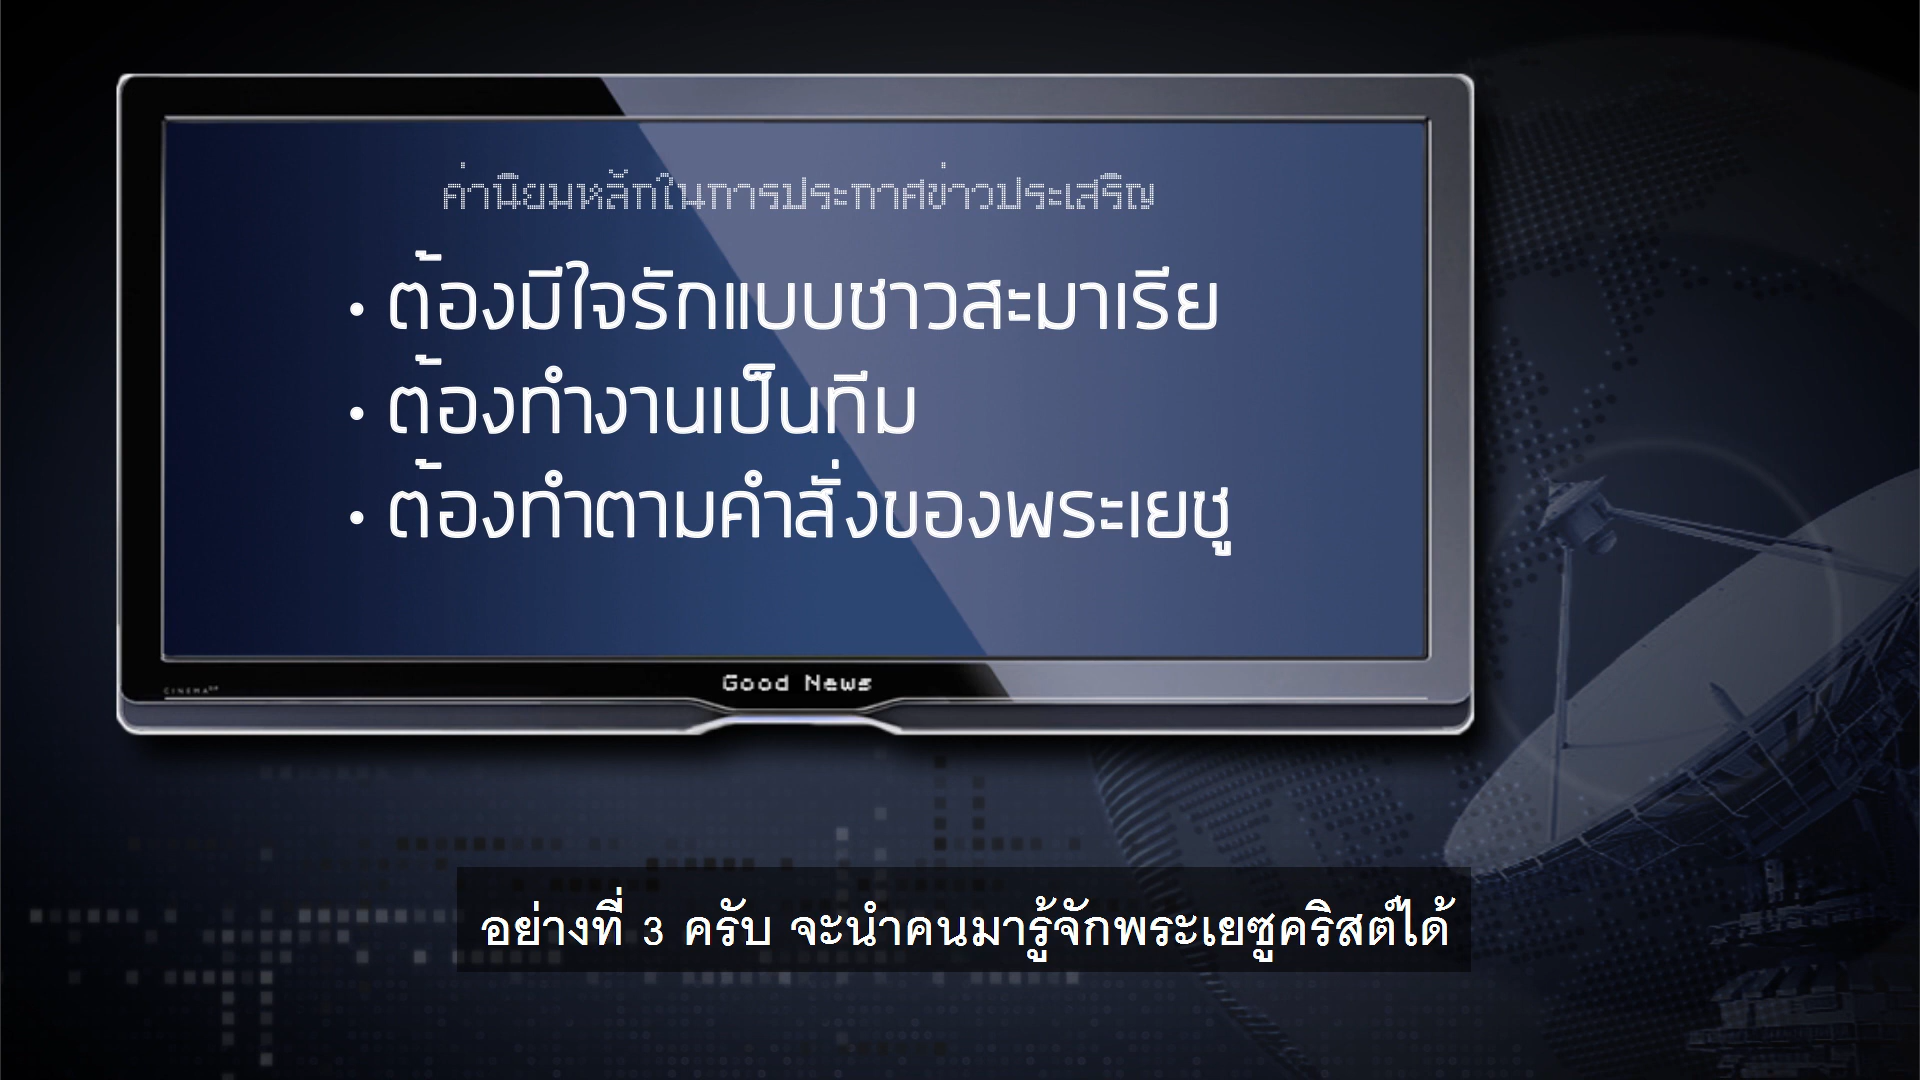 ค่านิยมหลักในการประกาศข่าวประเสริญ
• ต้องมีใจรักแบบชาวสะมาเรีย
• ต้องทำงานเป็นทีม
• ต้องทำตามคำสั่งของพระเยซู
CINEMA
Good News
อย่างที่ 3 ครับ จะนำคนมารู้จักพระเยซูคริสต์ได้